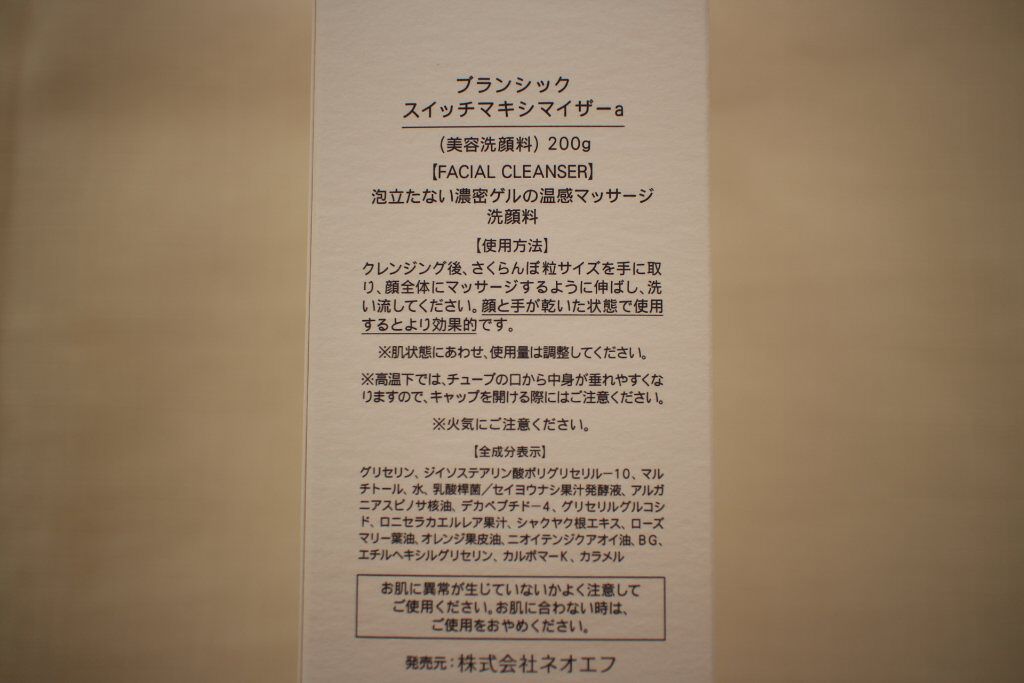 ブランシック
スイッチマキシマイザーa
(美容洗顔料) 200g
【FACIAL CLEANSER】
泡立たない濃密ゲルの温感マッサージ
洗顔料
【使用方法】
クレンジング後、さくらんぼ粒サイズを手に取
り、顔全体にマッサージするように伸ばし、洗
い流してください。顔と手が乾いた状態で使用
するとより効果的です。
※肌状態にあわせ、使用量は調整してください。
※高温下では、チューブの口から中身が垂れやすくな
りますので、キャップを開ける際にはご注意ください。
※火気にご注意ください。
【全成分表示】
グリセリン、ジイソステアリン酸ポリグリセリルー10、マル
チトール、水、乳酸桿菌／セイヨウナシ果汁発酵液、アルガ
ニアスピノサ核油、デカペプチドー4、グリセリルグルコシ
ド、ロニセラカエルレア果汁、シャクヤク根エキス、ローズ
マリー葉油、オレンジ果皮油、ニオイテンジクアオイ油、BG、
エチルヘキシルグリセリン、カルボマーK、カラメル
お肌に異常が生じていないかよく注意して
ご使用ください。お肌に合わない時は、
ご使用をおやめください。
発売元：株式会社ネオエフ